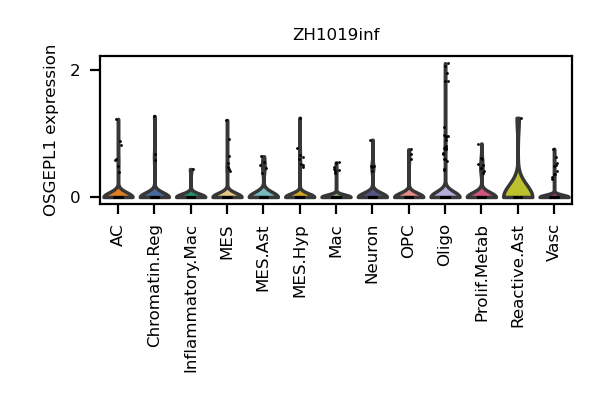 ZH1019inf
OSGEPL1 expression
2
0
AC
Chromatin.Reg
Inflammatory.Mac
MES
MES.Ast
MES.Hyp
Mac
Neuron
OPC
Oligo
Prolif.Metab
Reactive.Ast
Vasc